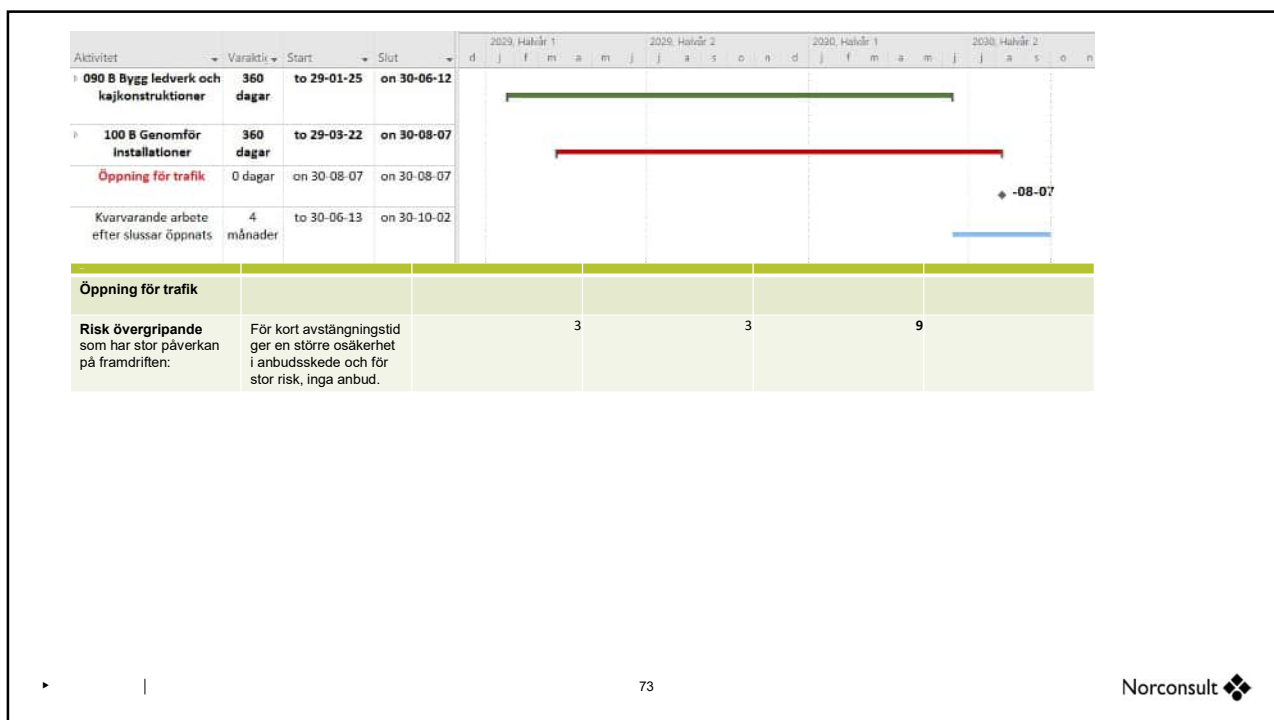 2029, Halvår 1 2029, Halvår 2 2030, Halvår 1 2030, Halvår 2
Aktivitet Varaktig Start Slut d j f m a m j j a s o n d j f m a m j j a s o n
090 B Bygg ledverk och 360 to 29-01-25 on 30-06-12
kajkonstruktioner dagar
100 B Genomför 360 to 29-03-22 on 30-08-07
installationer dagar
Öppning för trafik 0 dagar on 30-08-07 on 30-08-07
-08-07
Kvarvarande arbete 4 to 30-06-13 on 30-10-02
efter slussar öppnats månader
Öppning för trafik
Risk övergripande För kort avstängningstid 3 3 9
som har stor påverkan ger en större osäkerhet
på framdriften: i anbudsskede och för
stor risk, inga anbud.
73
Norconsult